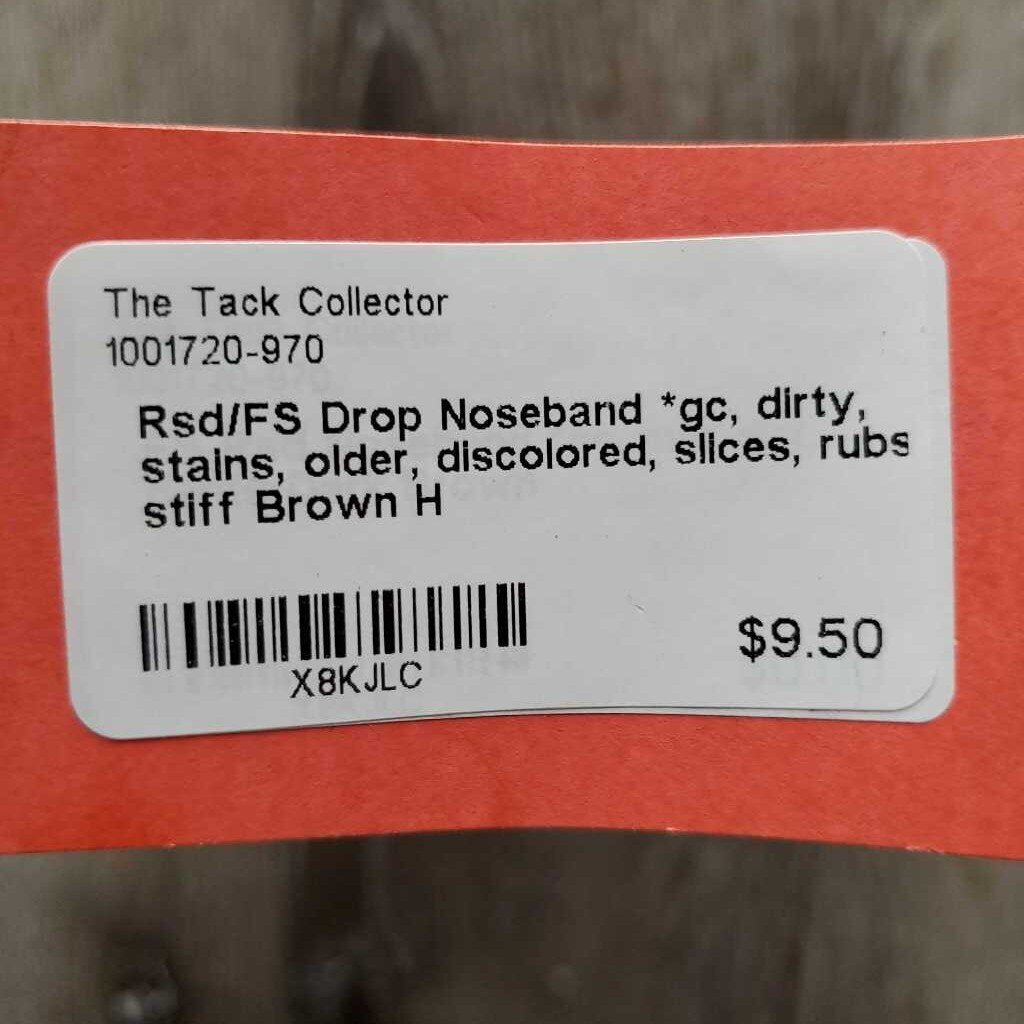 The Tack Collector
1001720-970
Rsd/FS Drop Noseband *gc, dirty,
stains, older, discolored, slices, rubs
stiff Brown H
X8KJLC
$9.50